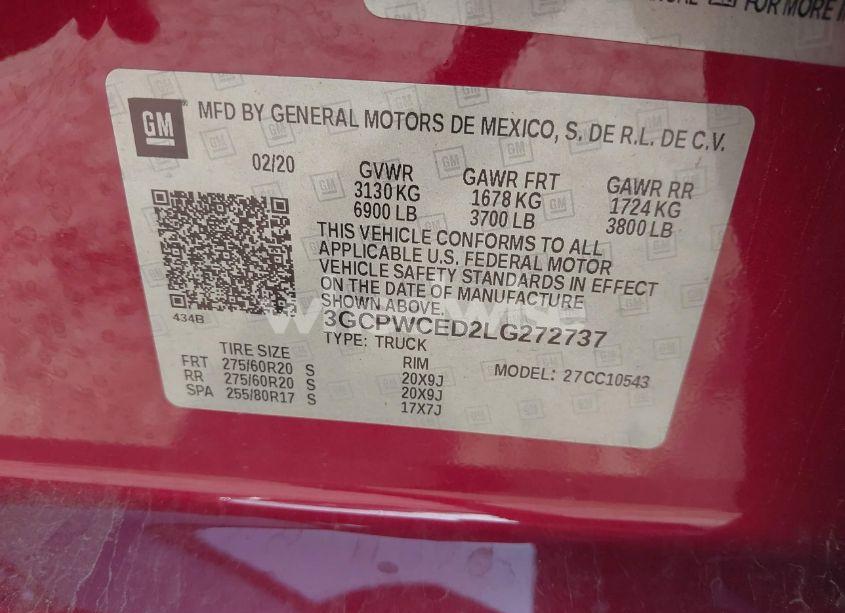 FOR MORE
GM
MFD BY GENERAL MOTORS DE MEXICO, S. DE R.L. DE C.V.
02/20
GVWR GAWR FRT GAWR RR
3130 KG 1678 KG 1724 KG
6900 LB 3700 LB 3800 LB
THIS VEHICLE CONFORMS TO ALL
APPLICABLE U.S. FEDERAL MOTOR
VEHICLE SAFETY STANDARDS IN EFFECT
ON THE DATE OF MANUFACTURE
SHOWN ABOVE.
434B
3GCPWCED2LG272737
TYPE: TRUCK
MODEL: 27CC10543
TIRE SIZE RIM
FRT 275/60R20 S 20X9J
RR 275/60R20 S 20X9J
SPA 255/80R17 S 17X7J